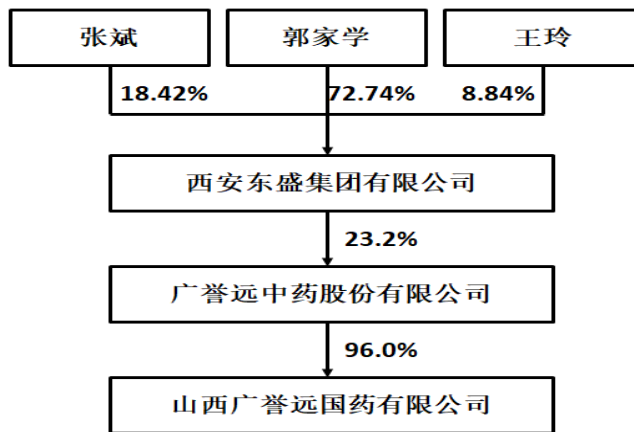 张斌 郭家学 王玲
18.42% 72.74% 8.84%
西安东盛集团有限公司
23.2%
广誉远中药股份有限公司
96.0%
山西广誉远国药有限公司